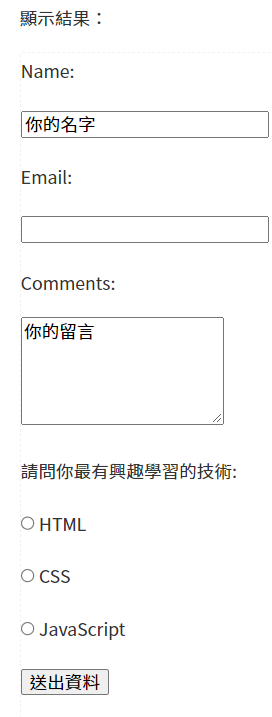 顯示結果：
Name:
你的名字
Email:
Comments:
你的留言
請問你最有興趣學習的技術:
HTML
CSS
JavaScript
送出資料